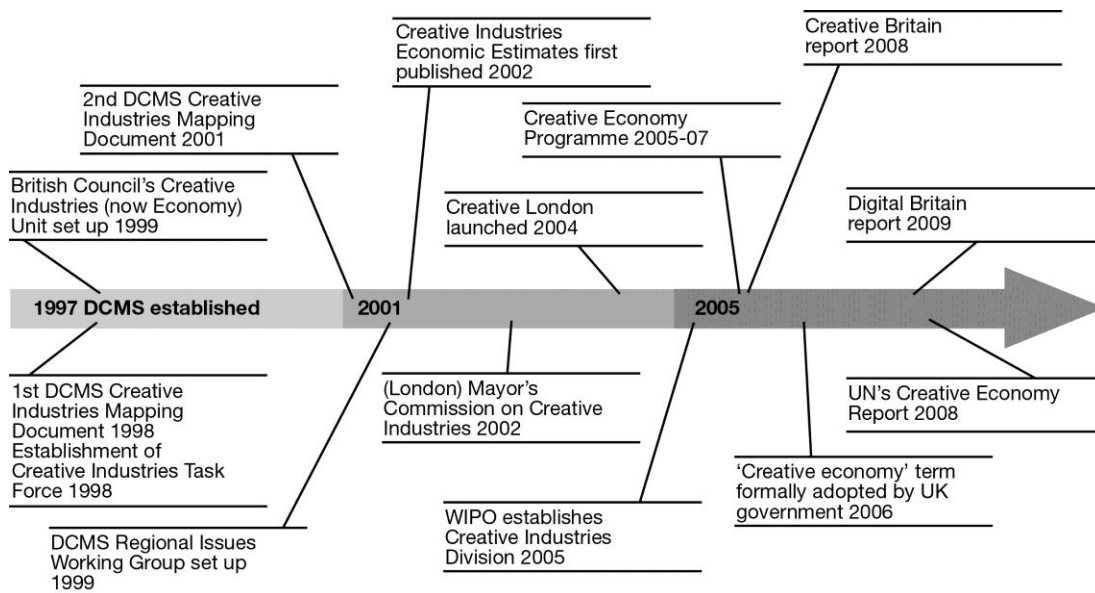 Creative Industries
Economic Estimates first
published 2002
Creative Britain
report 2008
2nd DCMS Creative
Industries Mapping
Document 2001
Creative Economy
Programme 2005-07
British Council’s Creative
Industries (now Economy)
Unit set up 1999
Creative London
launched 2004
Digital Britain
report 2009
1997 DCMS established
2001
2005
1st DCMS Creative
Industries Mapping
Document 1998
Establishment of
Creative Industries Task
Force 1998
(London) Mayor’s
Commission on Creative
Industries 2002
UN’s Creative Economy
Report 2008
DCMS Regional Issues
Working Group set up
1999
WIPO establishes
Creative Industries
Division 2005
‘Creative economy’ term
formally adopted by UK
government 2006